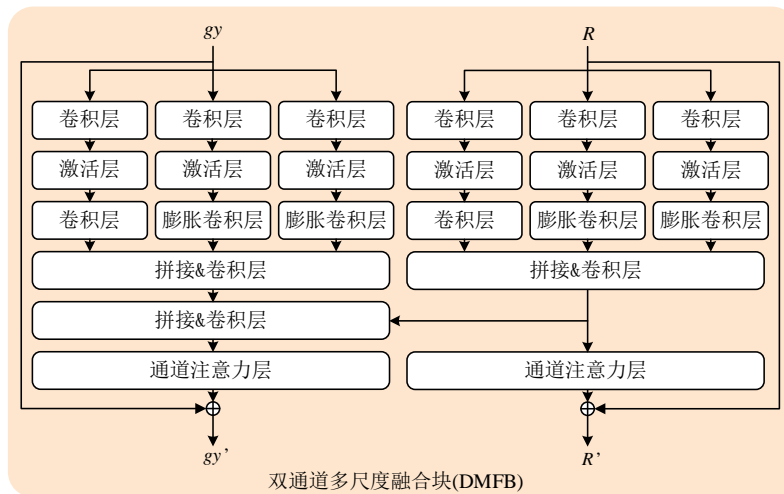 gy R
卷积层 卷积层 卷积层 卷积层 卷积层 卷积层
激活层 激活层 激活层 激活层 激活层 激活层
卷积层 膨胀卷积层 膨胀卷积层 卷积层 膨胀卷积层 膨胀卷积层
拼接&卷积层 拼接&卷积层
拼接&卷积层
通道注意力层 通道注意力层
gy’ R’
双通道多尺度融合块(DMFB)